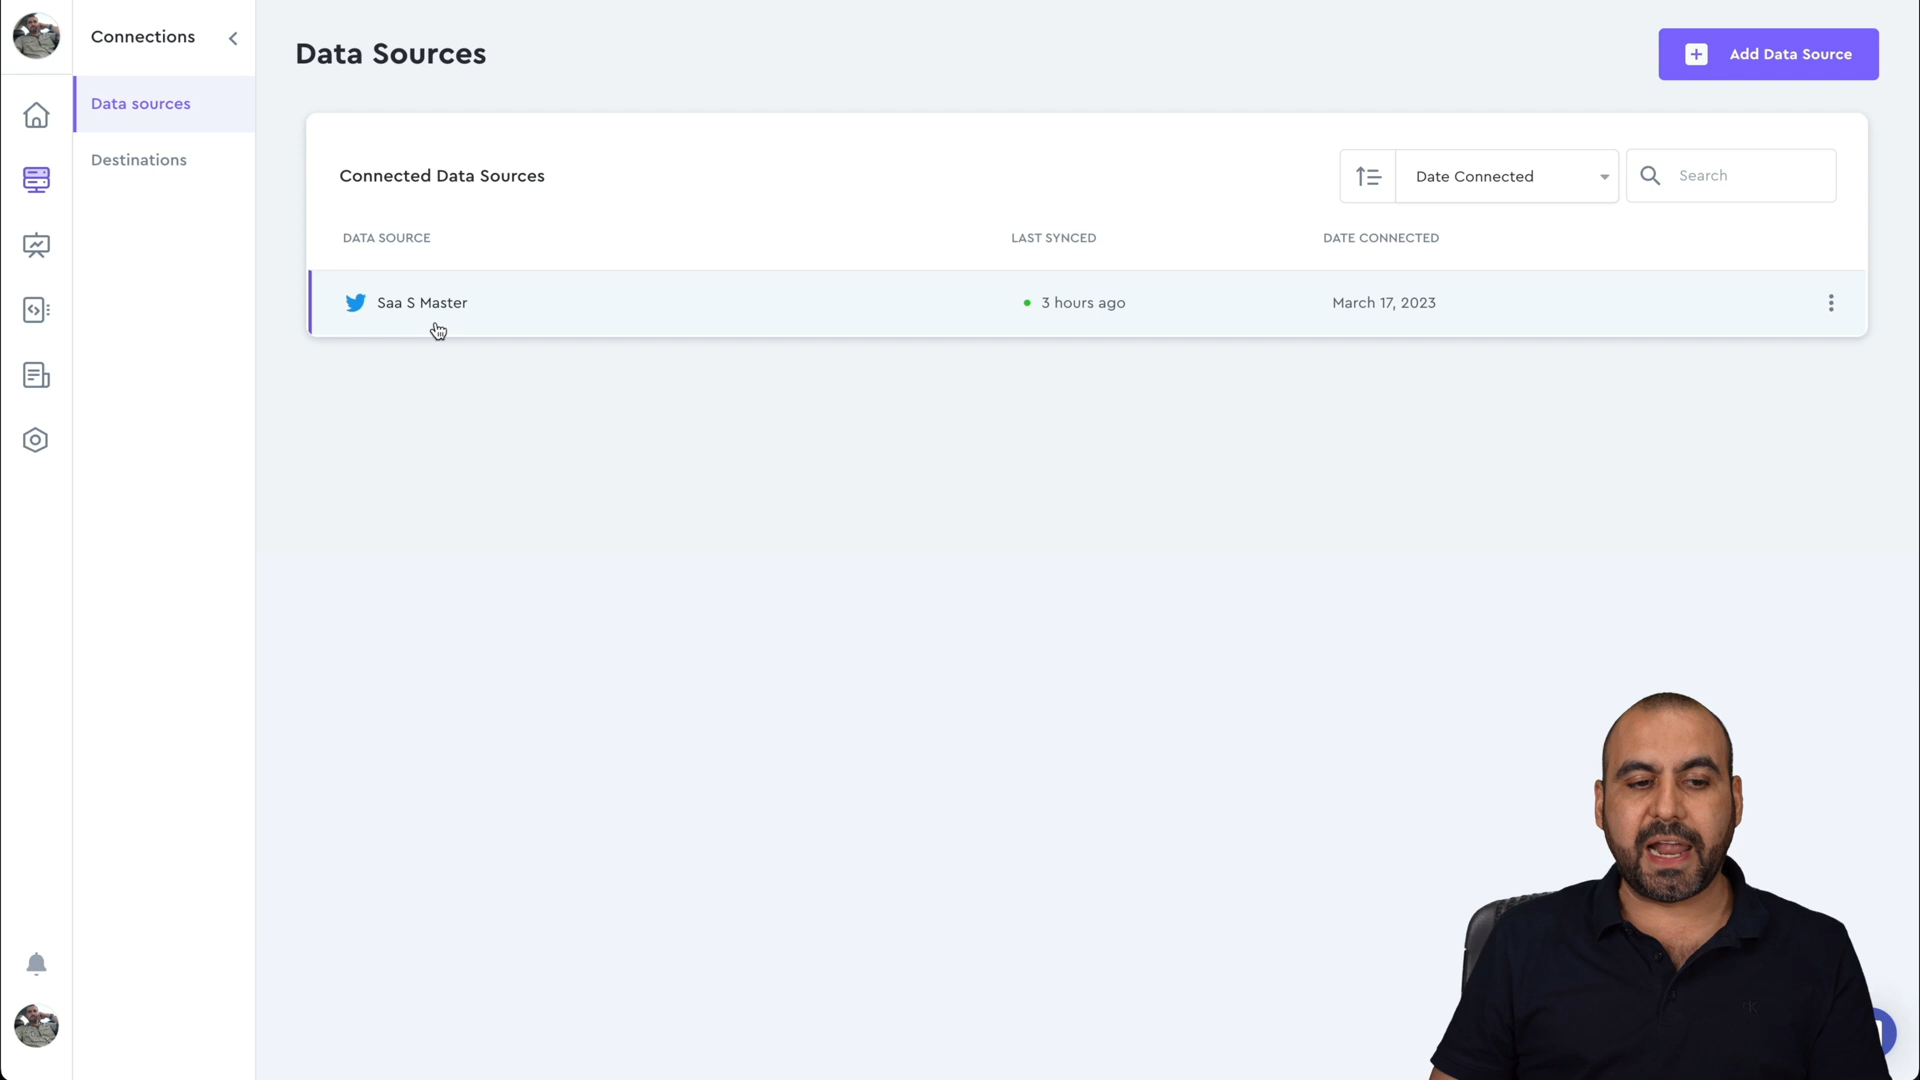 Connections
Data sources
Destinations
Data Sources
Add Data Source
Connected Data Sources
Date Connected
Search
DATA SOURCE
LAST SYNCED
DATE CONNECTED
Saa S Master
3 hours ago
March 17, 2023